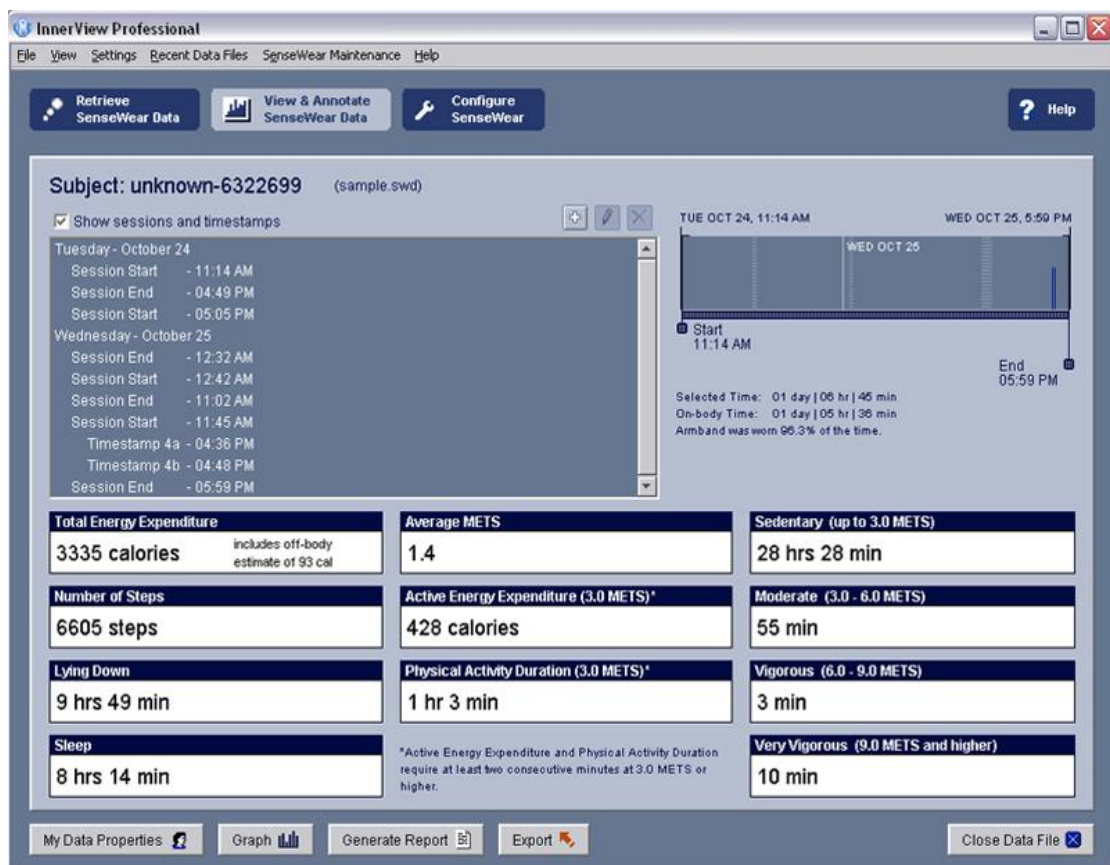 InnerView Professional
File View Settings Recent Data Files SenseWear Maintenance Help
Retrieve
SenseWear Data
View & Annotate
SenseWear Data
Configure
SenseWear
? Help
Subject: unknown-6322699 (sample.swd)
Show sessions and timestamps
Tuesday - October 24
Session Start - 11:14 AM
Session End - 04:49 PM
Session Start - 05:05 PM
Wednesday - October 25
Session End - 12:32 AM
Session Start - 12:42 AM
Session End - 11:02 AM
Session Start - 11:45 AM
Timestamp 4a - 04:36 PM
Timestamp 4b - 04:48 PM
Session End - 05:59 PM
TUE OCT 24, 11:14 AM WED OCT 25, 5:59 PM
WED OCT 25
Start
11:14 AM
End
05:59 PM
Selected Time: 01 day | 06 hr | 45 min
On-body Time: 01 day | 05 hr | 36 min
Armband was worn 96.3% of the time.
Total Energy Expenditure
3335 calories
includes off-body
estimate of 93 cal
Average METS
1.4
Sedentary (up to 3.0 METS)
28 hrs 28 min
Number of Steps
6605 steps
Active Energy Expenditure (3.0 METS)*
428 calories
Moderate (3.0 - 6.0 METS)
55 min
Lying Down
9 hrs 49 min
Physical Activity Duration (3.0 METS)*
1 hr 3 min
Vigorous (6.0 - 9.0 METS)
3 min
Sleep
8 hrs 14 min
*Active Energy Expenditure and Physical Activity Duration
require at least two consecutive minutes at 3.0 METS or
higher.
Very Vigorous (9.0 METS and higher)
10 min
My Data Properties Graph Generate Report Export Close Data File